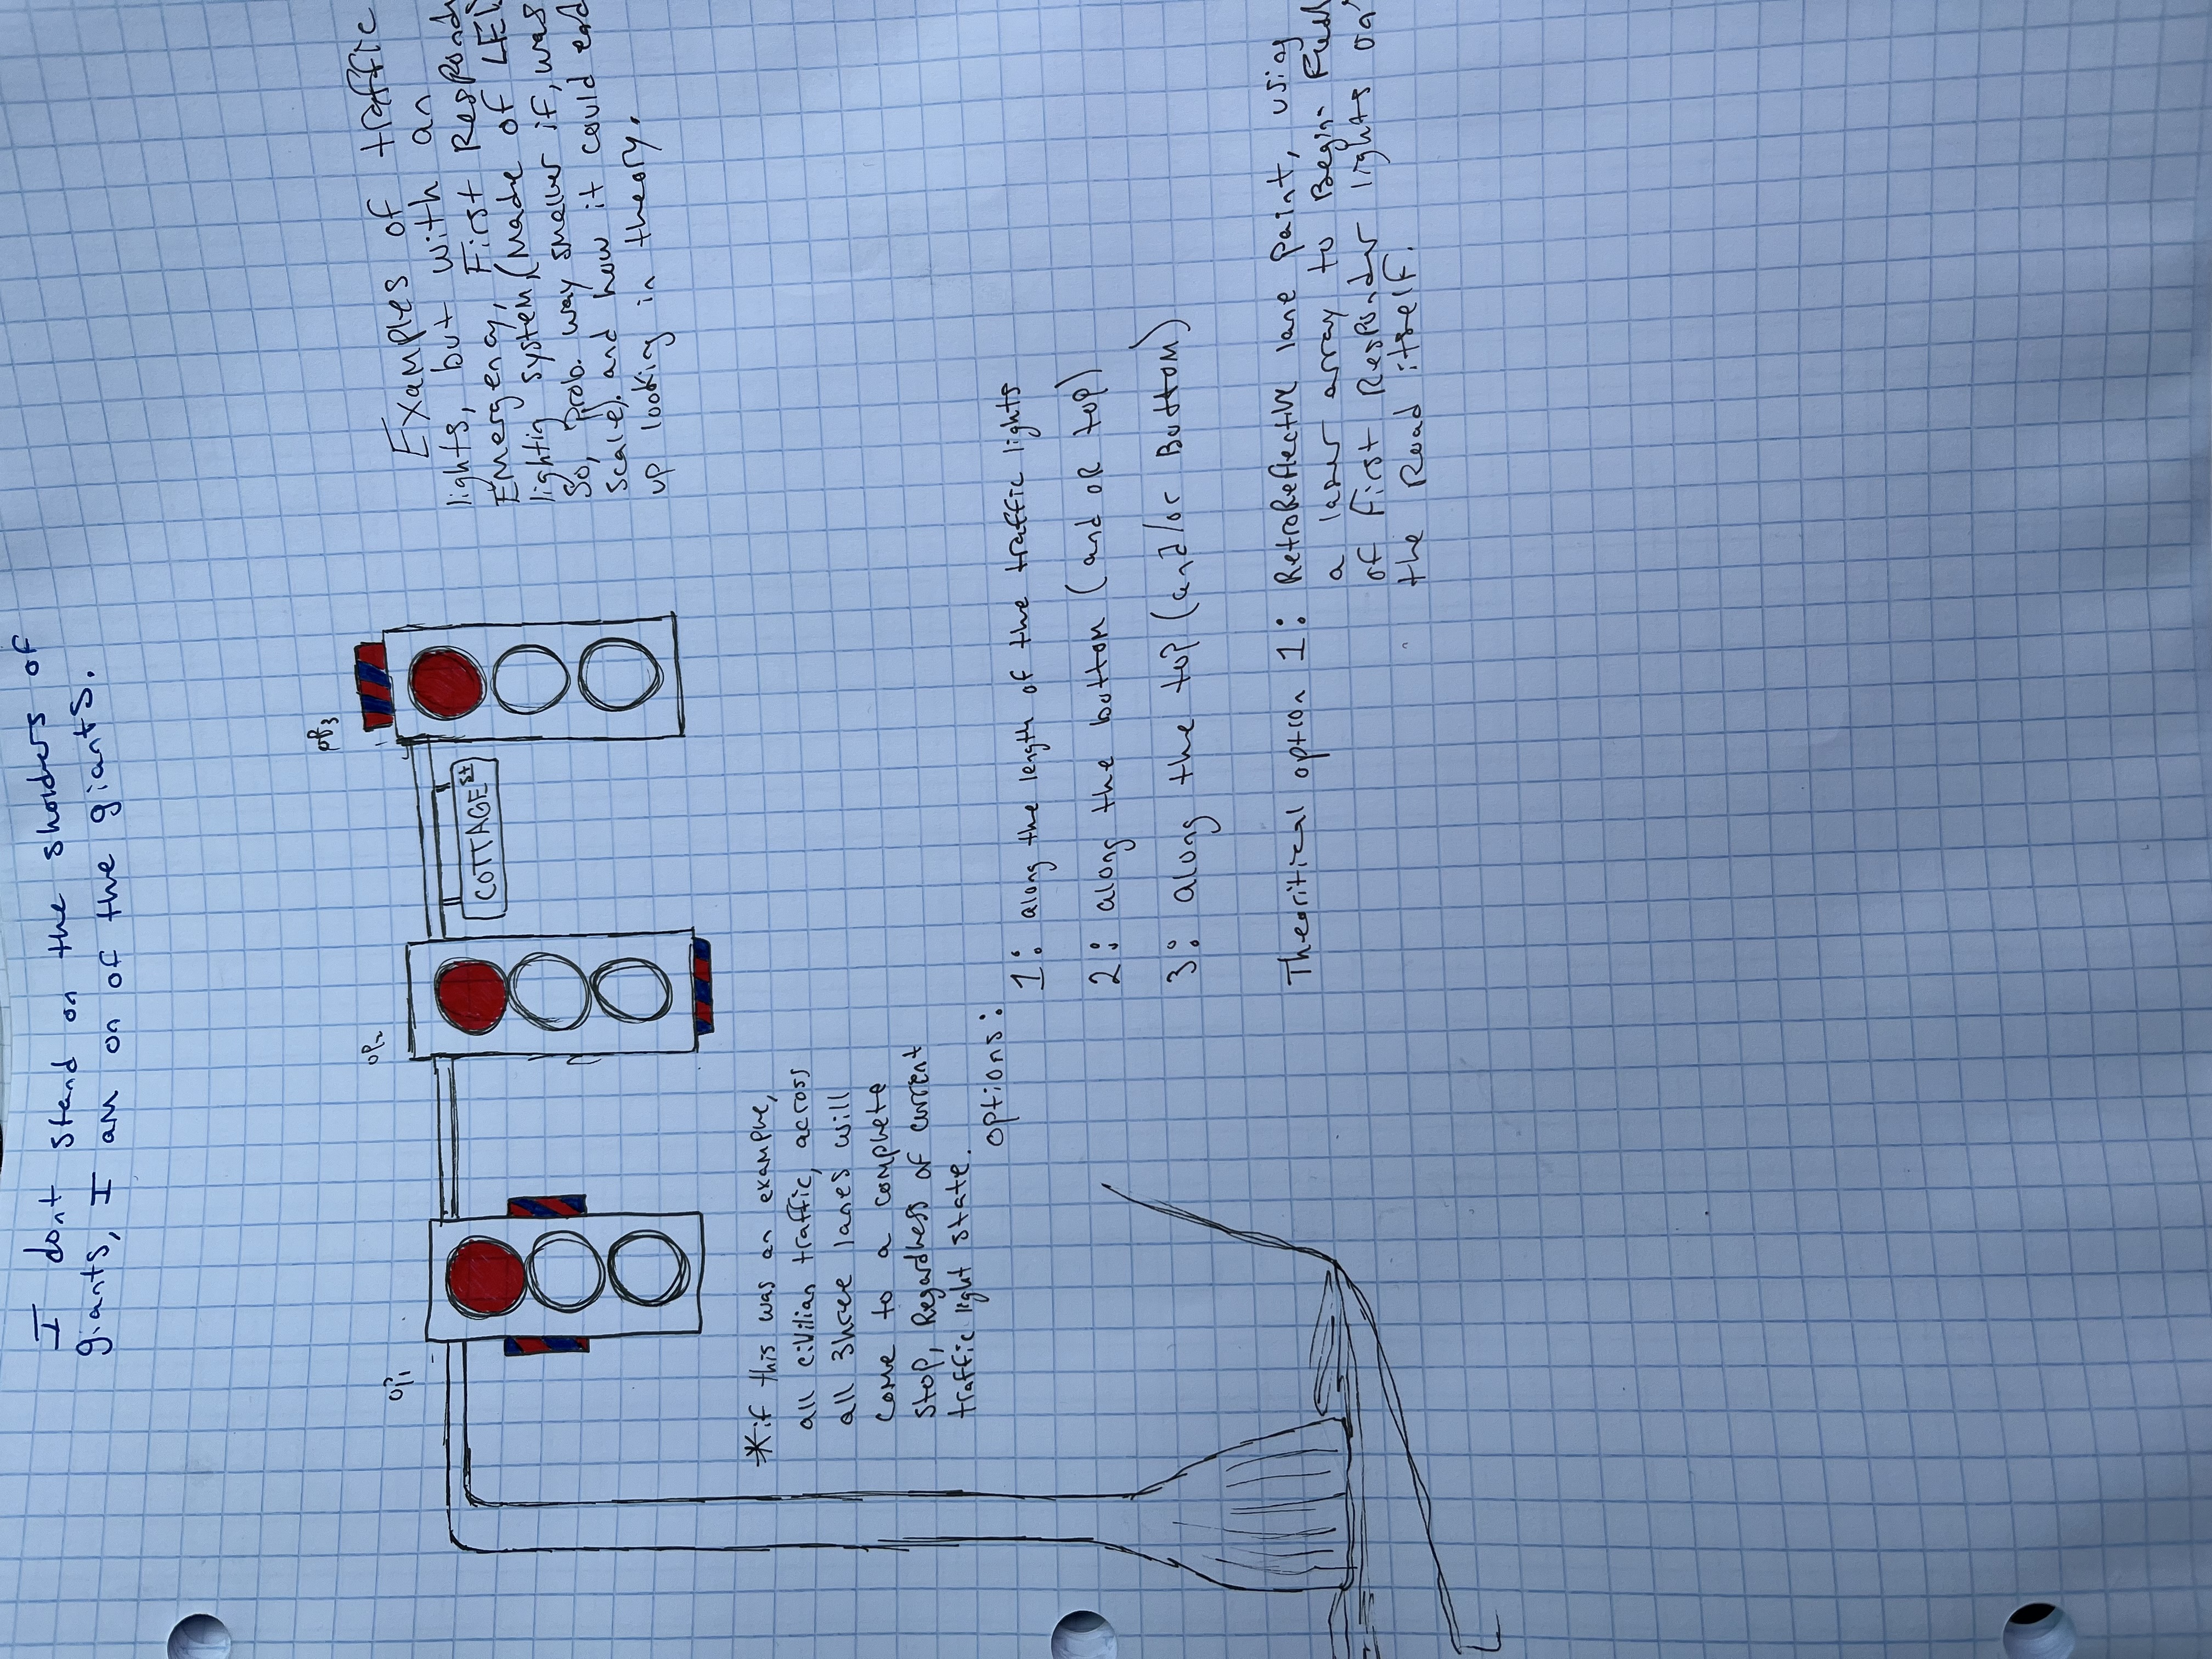 I dont stand on the sholders of
giants, I am on of the giants.
op1
op2
op3
COTTAGE st
Examples of traffic
lights, but with an
Emergency, First Respond
lightig system, (Made of LED
So, prob. way smaller if, was
scale). and how it could end
up looking in theory.
*if this was an example,
all civilian traffic, across
all 3hree lanes will
come to a complete
stop, Regardless of current
traffic light state.
options:
1: along the length of the traffic lights
2: along the bottom (and or top)
3: along the top (and/or Bottom)
Theoritical option 1: RetroReflective lane paint, using
a laser array to Begin
of First Responder lights on
the Road itself.